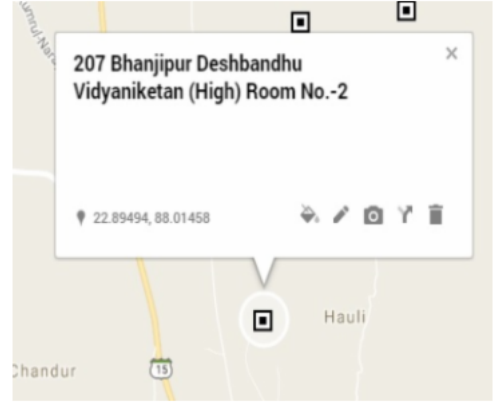 207 Bhanjipur Deshbandhu
Vidyaniketan (High) Room No.-2
22.89494, 88.01458
Hauli
Chandur
15